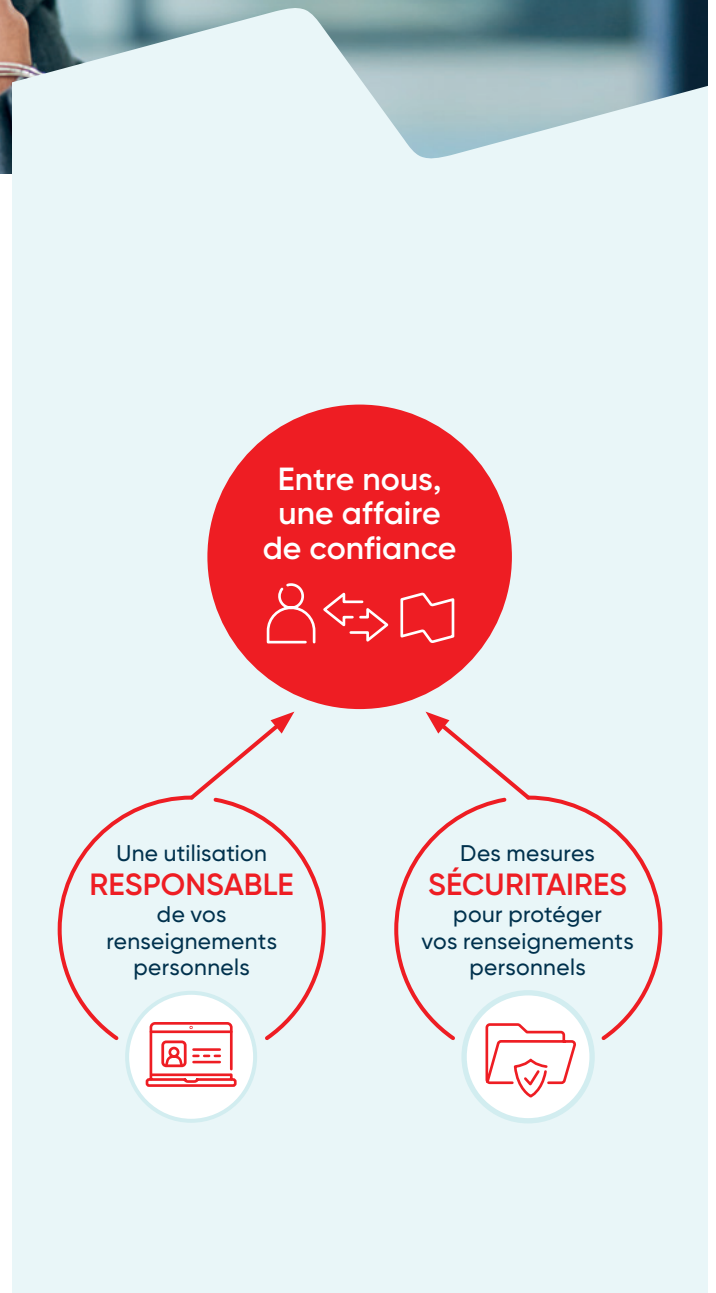 Entre nous,
une affaire
de confiance
Une utilisation
RESPONSABLE
de vos
renseignements
personnels
Des mesures
SÉCURITAIRES
pour protéger
vos renseignements
personnels